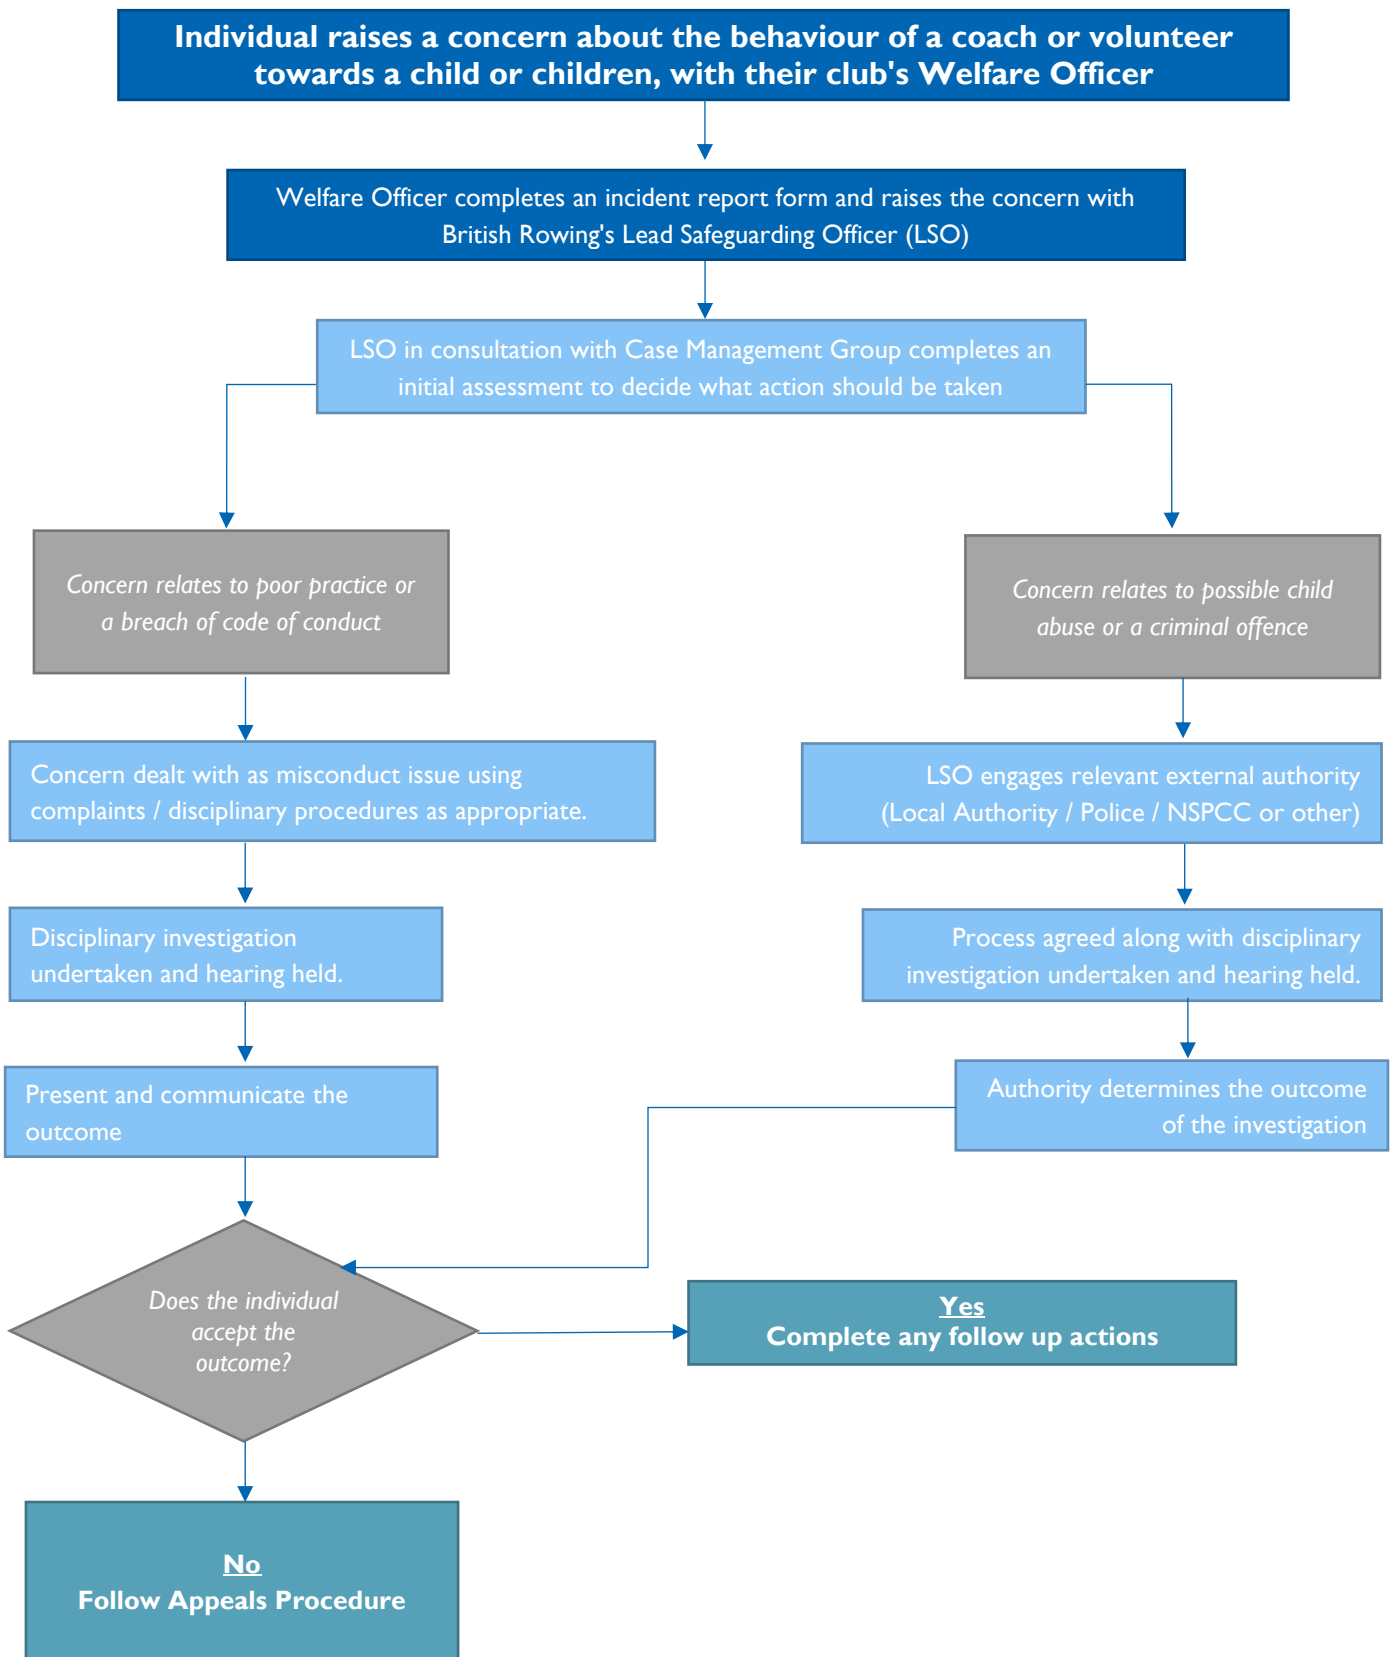 Individual raises a concern about the behaviour of a coach or volunteer
towards a child or children, with their club's Welfare Officer
Welfare Officer completes an incident report form and raises the concern with
British Rowing's Lead Safeguarding Officer (LSO)
LSO in consultation with Case Management Group completes an
initial assessment to decide what action should be taken
Concern relates to poor practice or
a breach of code of conduct
Concern relates to possible child
abuse or a criminal offence
Concern dealt with as misconduct issue using
complaints / disciplinary procedures as appropriate.
LSO engages relevant external authority
(Local Authority / Police / NSPCC or other)
Disciplinary investigation
undertaken and hearing held.
Process agreed along with disciplinary
investigation undertaken and hearing held.
Present and communicate the
outcome
Authority determines the outcome
of the investigation
Does the individual
accept the
outcome?
Yes
Complete any follow up actions
No
Follow Appeals Procedure